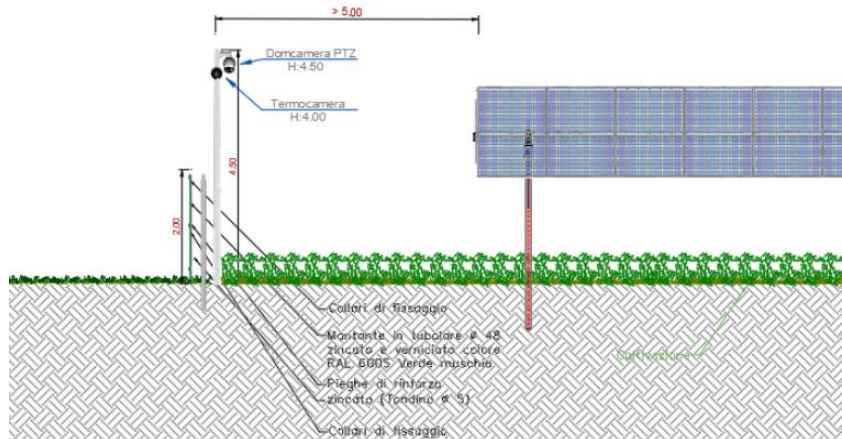 > 5.00
Domcamera PTZ
H:4.50
Termocamera
H:4.00
4.50
2.00
Collari di fissaggio
Montante in tubolare ø 48
zincato e verniciato colore
RAL 6005 Verde muschio
Pieghe di rinforzo
zincato (Tondino ø 5)
Collari di fissaggio
Coltivazione